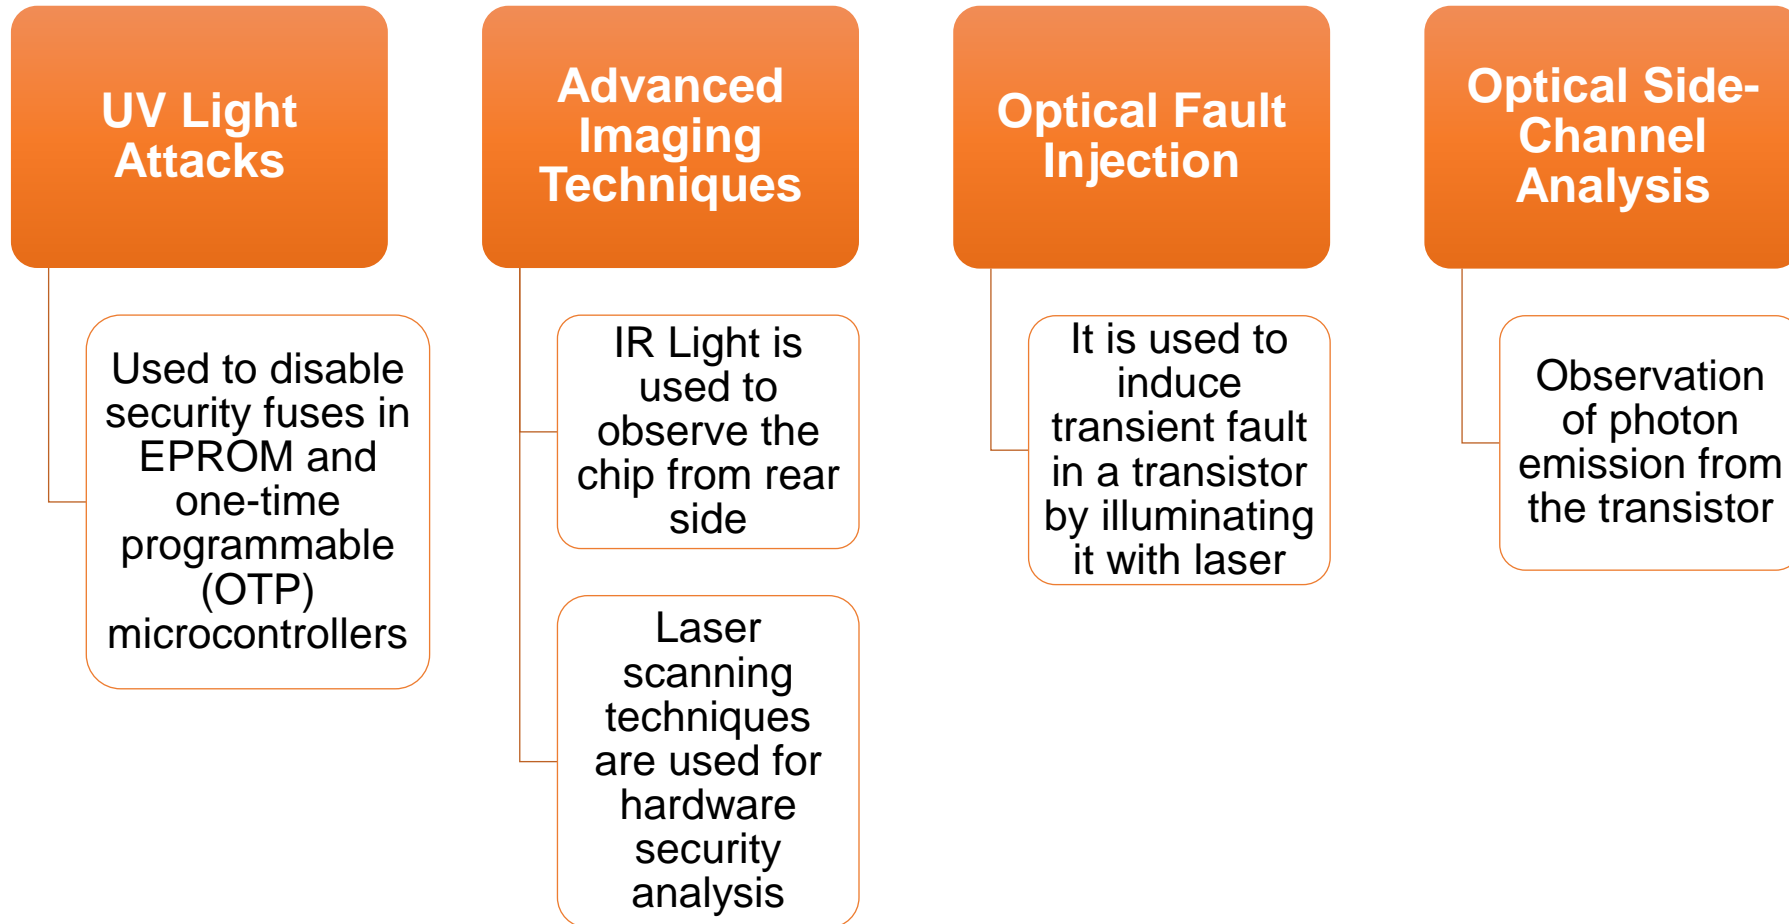 UV Light
Attacks
Used to disable
security fuses in
EPROM and
one-time
programmable
(OTP)
microcontrollers
Advanced
Imaging
Techniques
IR Light is
used to
observe the
chip from rear
side
Laser
scanning
techniques
are used for
hardware
security
analysis
Optical Fault
Injection
It is used to
induce
transient fault
in a transistor
by illuminating
it with laser
Optical Side-
Channel
Analysis
Observation
of photon
emission from
the transistor